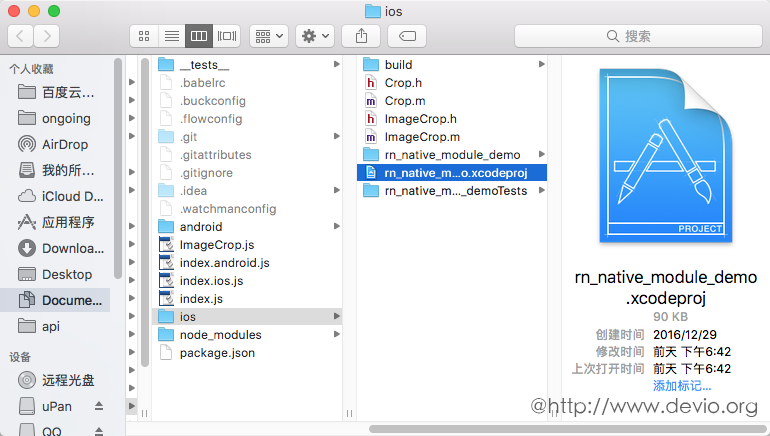 ios
搜索
个人收藏
百度云…
ongoing
AirDrop
我的所…
iCloud D…
应用程序
Downloa…
Desktop
Docume…
api
设备
远程光盘
uPan
QQ
__tests__
.babelrc
.buckconfig
.flowconfig
.git
.gitattributes
.gitignore
.idea
.watchmanconfig
android
ImageCrop.js
index.android.js
index.ios.js
index.js
ios
node_modules
package.json
build
Crop.h
Crop.m
ImageCrop.h
ImageCrop.m
rn_native_module_demo
rn_native_m…o.xcodeproj
rn_native_m…_demoTests
PROJECT
rn_native_module_demo
.xcodeproj
90 KB
创建时间 2016/12/29
修改时间 前天 下午6:42
上次打开时间 前天 下午6:42
添加标记…
@http://www.devio.org